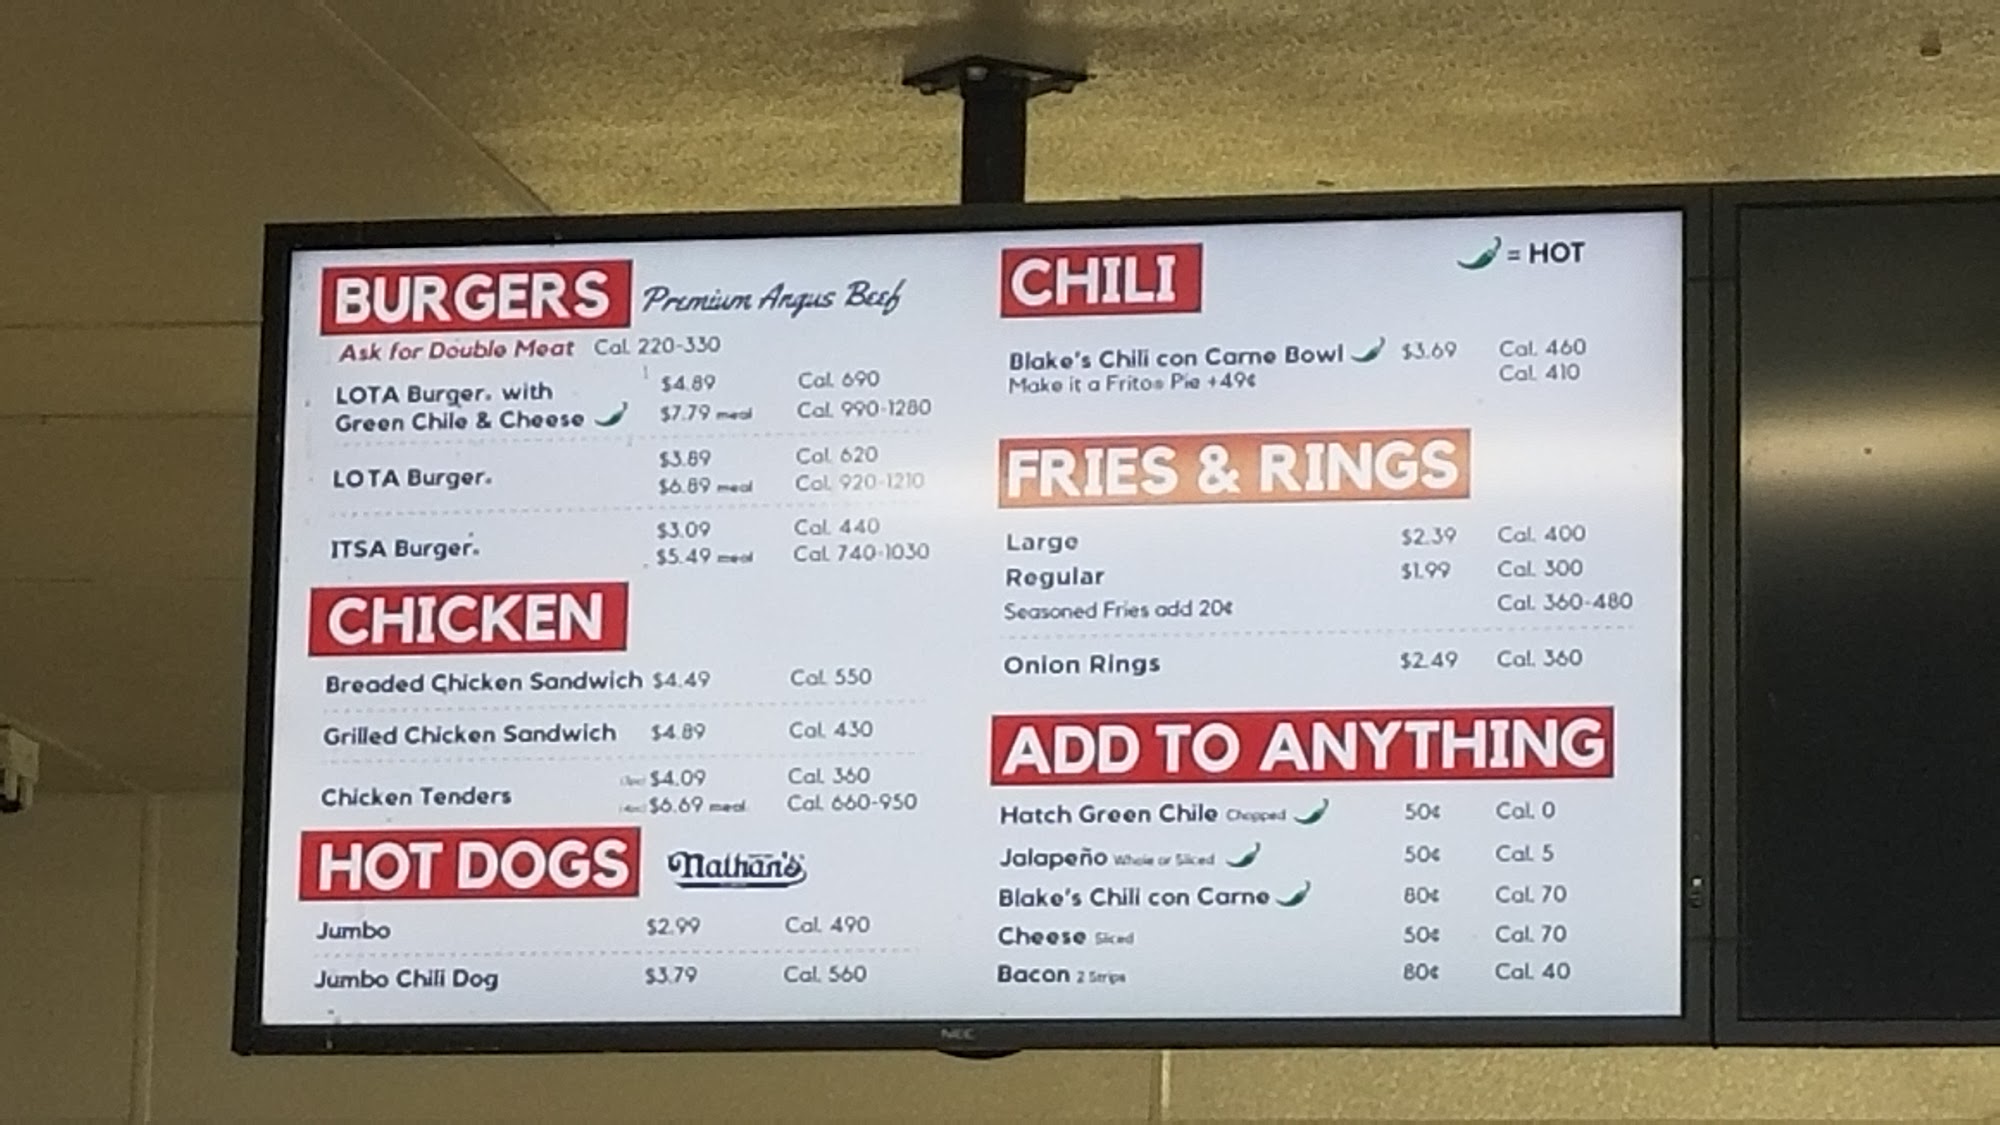 BURGERS Premium Angus Beef
Ask for Double Meat Cal. 220-330
LOTA Burger. with $4.89 Cal. 690
Green Chile & Cheese $7.79 meal Cal. 990-1280
LOTA Burger. $3.89 Cal. 620
$6.89 meal Cal. 920-1210
ITSA Burger. $3.09 Cal. 440
$5.49 meal Cal. 740-1030
CHICKEN
Breaded Chicken Sandwich $4.49 Cal. 550
Grilled Chicken Sandwich $4.89 Cal. 430
Chicken Tenders $4.09 Cal. 360
$6.69 meal Cal. 660-950
HOT DOGS Nathan's
Jumbo $2.99 Cal. 490
Jumbo Chili Dog $3.79 Cal. 560
CHILI = HOT
Blake's Chili con Carne Bowl $3.69 Cal. 460
Make it a Fritos Pie +49¢ Cal. 410
FRIES & RINGS
Large $2.39 Cal. 400
Regular $1.99 Cal. 300
Seasoned Fries add 20¢ Cal. 360-480
Onion Rings $2.49 Cal. 360
ADD TO ANYTHING
Hatch Green Chile Chopped 50¢ Cal. 0
Jalapeño Whole or Sliced 50¢ Cal. 5
Blake's Chili con Carne 80¢ Cal. 70
Cheese Sliced 50¢ Cal. 70
Bacon 2 Strips 80¢ Cal. 40
NEC